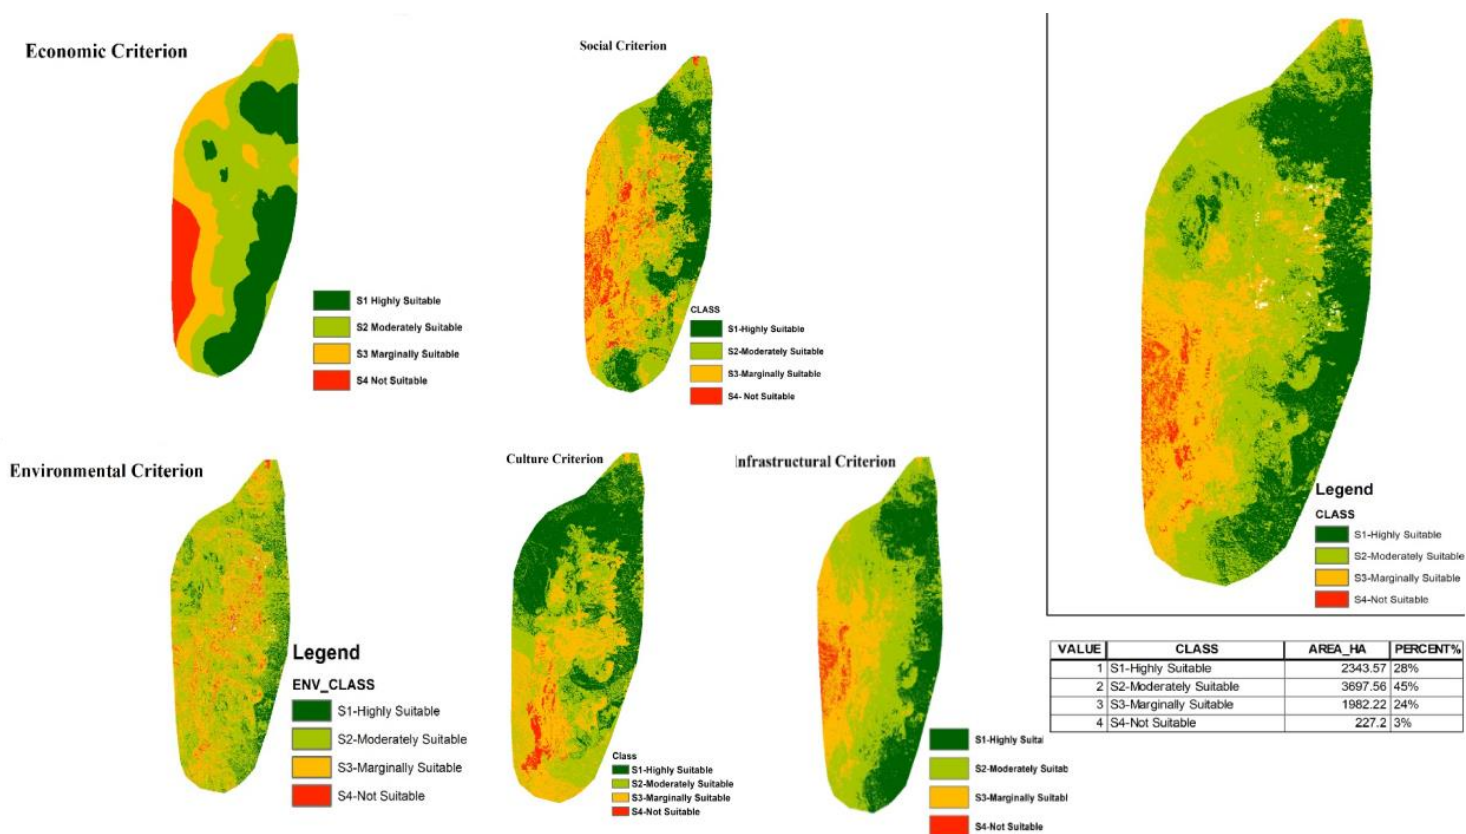 Economic Criterion
S1 Highly Suitable
S2 Moderately Suitable
S3 Marginally Suitable
S4 Not Suitable
Social Criterion
CLASS
S1-Highly Suitable
S2-Moderately Suitable
S3-Marginally Suitable
S4- Not Suitable
Environmental Criterion
Legend
ENV_CLASS
S1-Highly Suitable
S2-Moderately Suitable
S3-Marginally Suitable
S4-Not Suitable
Culture Criterion
Class
S1-Highly Suitable
S2-Moderately Suitable
S3-Marginally Suitable
S4-Not Suitable
Infrastructural Criterion
S1-Highly Suital
S2-Moderately Suitab
S3-Marginally Suitabl
S4-Not Suitable
Legend
CLASS
S1-Highly Suitable
S2-Moderately Suitable
S3-Marginally Suitable
S4-Not Suitable
VALUE CLASS AREA_HA PERCENT%
1 S1-Highly Suitable 2343.57 28%
2 S2-Moderately Suitable 3697.56 45%
3 S3-Marginally Suitable 1982.22 24%
4 S4-Not Suitable 227.2 3%